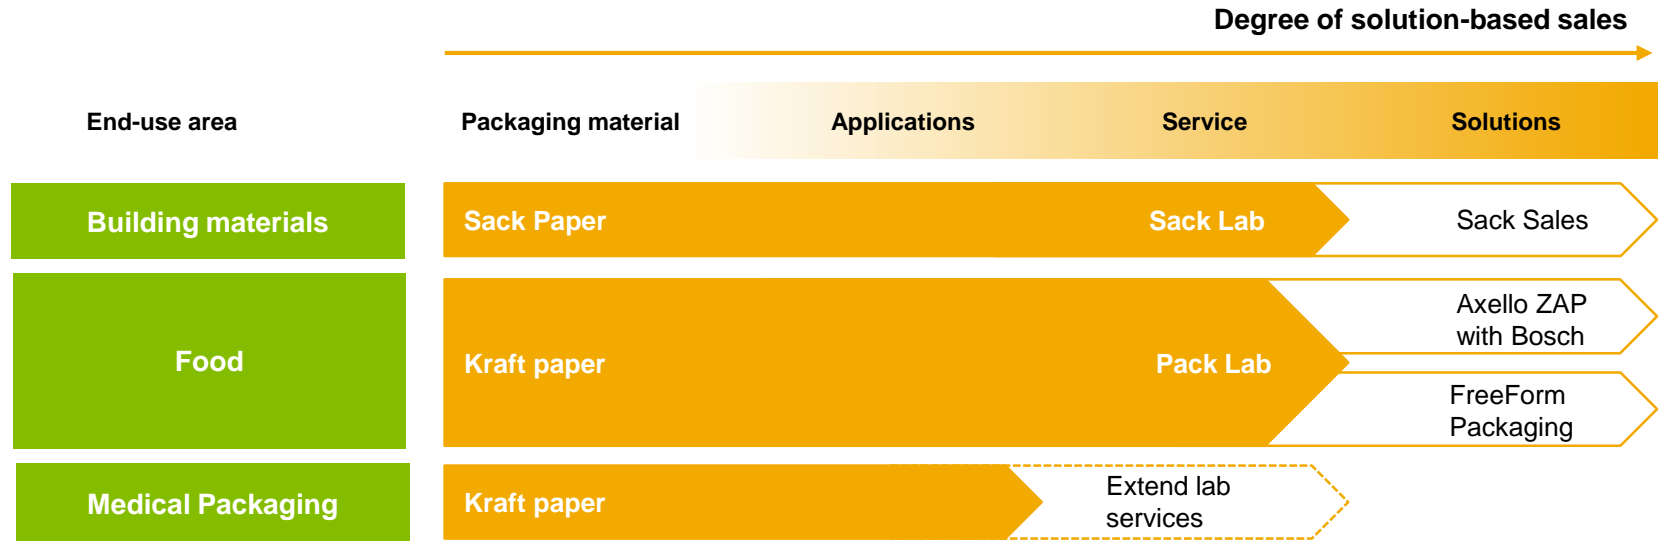 Degree of solution-based sales
End-use area
Packaging material
Applications
Service
Solutions
Building materials
Sack Paper
Sack Lab
Sack Sales
Food
Kraft paper
Pack Lab
Axello ZAP
with Bosch
FreeForm
Packaging
Medical Packaging
Kraft paper
Extend lab
services